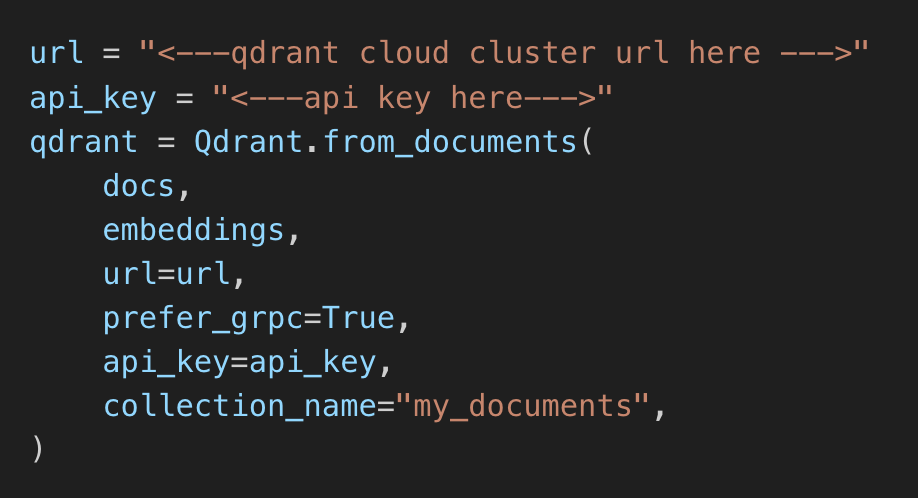 url = "<---qdrant cloud cluster url here --->"
api_key = "<---api key here--->"
qdrant = Qdrant.from_documents(
    docs,
    embeddings,
    url=url,
    prefer_grpc=True,
    api_key=api_key,
    collection_name="my_documents",
)